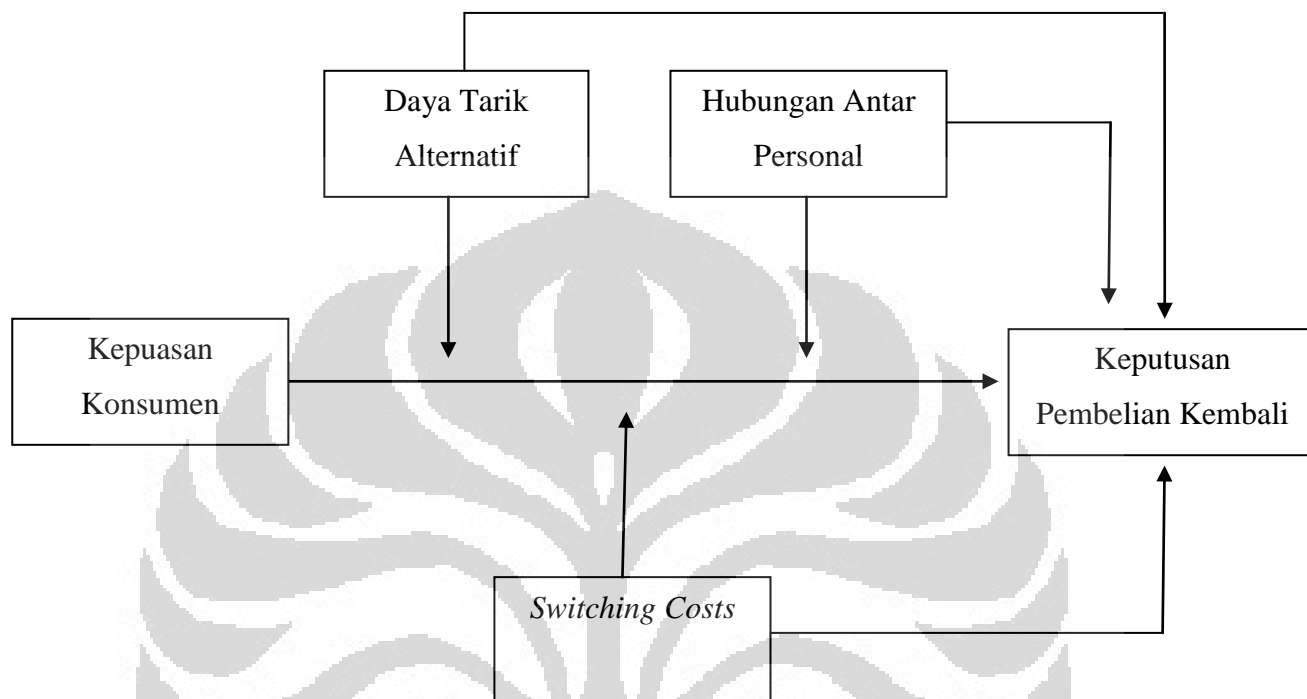 Daya Tarik
Alternatif
Hubungan Antar
Personal
Kepuasan
Konsumen
Keputusan
Pembelian Kembali
Switching Costs